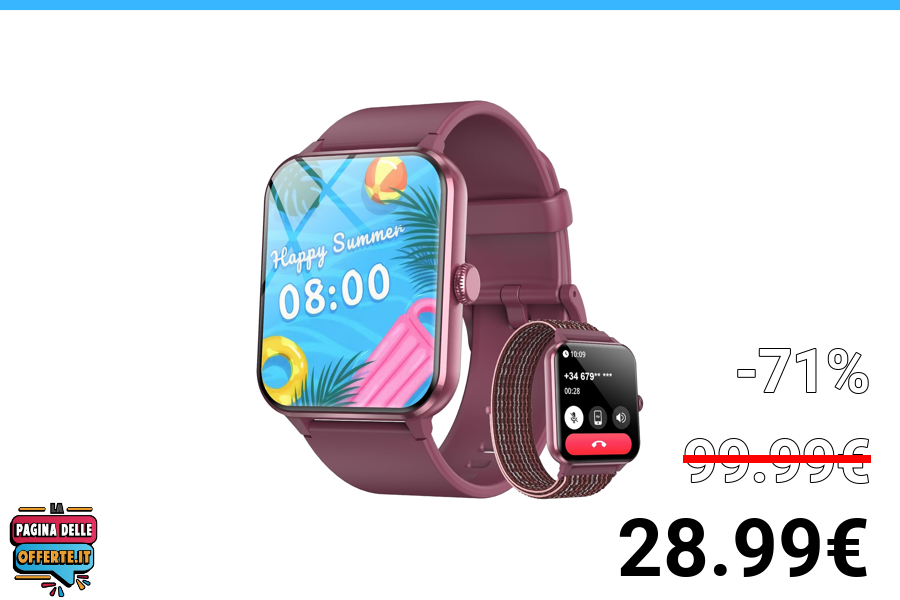 Happy Summer
08:00
10:09
+34 679** ***
00:28
-71%
99.99€
28.99€
LA
PAGINA DELLE
OFFERTE.IT